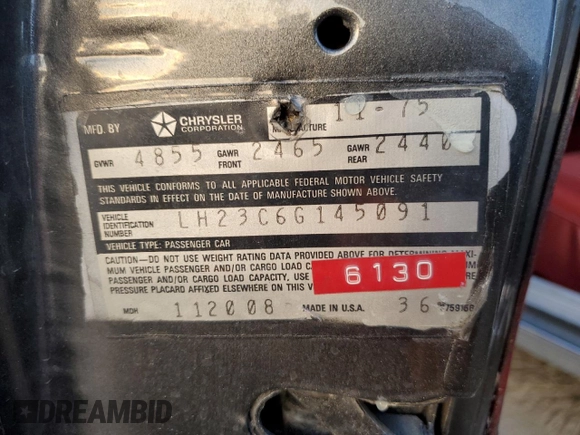 MFD. BY CHRYSLER CORPORATION MANUFACTURE 11-75
GVWR 4855 GAWR FRONT 2465 GAWR REAR 2440
THIS VEHICLE CONFORMS TO ALL APPLICABLE FEDERAL MOTOR VEHICLE SAFETY
STANDARDS IN EFFECT ON THE DATE OF MANUFACTURE SHOWN ABOVE.
VEHICLE IDENTIFICATION NUMBER LH23C6G145091
VEHICLE TYPE: PASSENGER CAR
CAUTION—DO NOT USE WEIGHT RATING DATA PROVIDED ABOVE FOR DETERMINING MAXI-
MUM VEHICLE PASSENGER AND/OR CARGO LOAD
PASSENGER AND/OR CARGO LOAD CAPACITY, USE
PRESSURE PLACARD AFFIXED ELSEWHERE ON THIS
6130
MDH 112008 MADE IN U.S.A. 36
DREAMBID